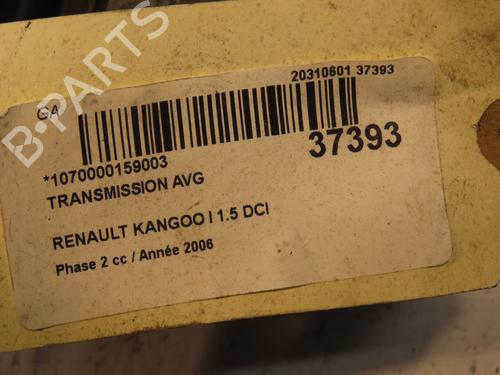 B-PARTS
GA
20310601 37393
37393
*1070000159003
TRANSMISSION AVG
RENAULT KANGOO I 1.5 DCI
Phase 2 cc / Année 2006